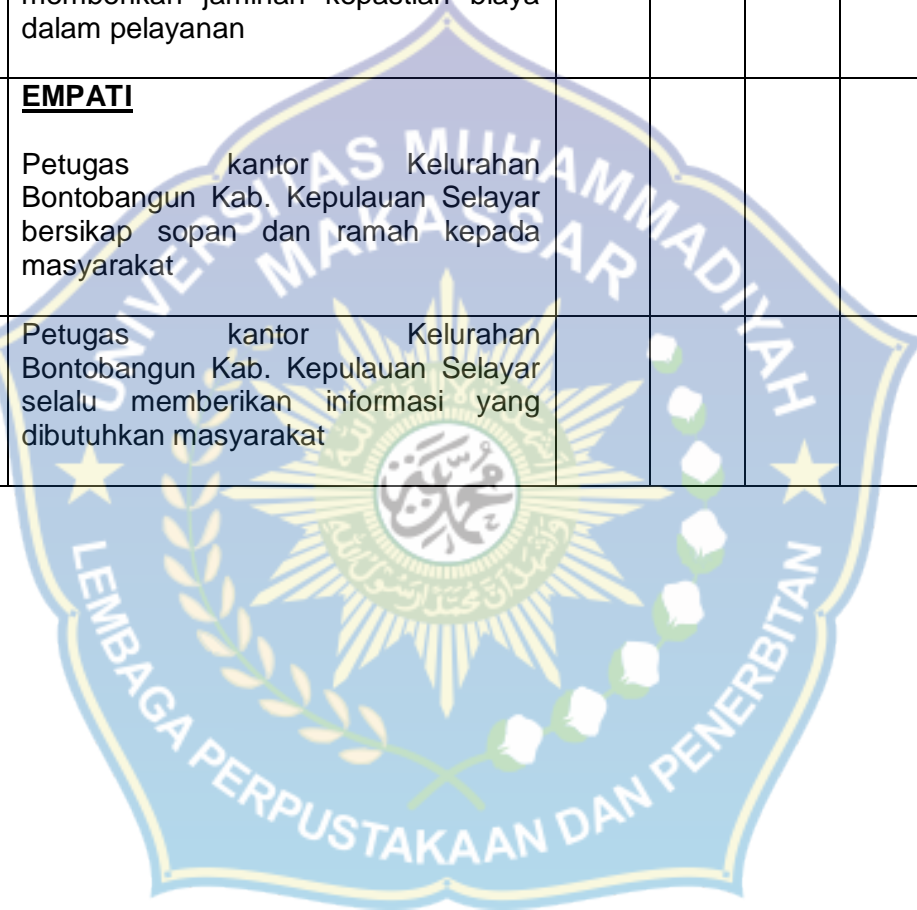 memberikan jaminan kepastian biaya
dalam pelayanan
EMPATI
Petugas kantor Kelurahan
Bontobangun Kab. Kepulauan Selayar
bersikap sopan dan ramah kepada
masyarakat
Petugas kantor Kelurahan
Bontobangun Kab. Kepulauan Selayar
selalu memberikan informasi yang
dibutuhkan masyarakat
UNIVERSITAS MUHAMMADIYAH
MAKASSAR
محمد
LEMBAGA PERPUSTAKAAN DAN PENERBITAN